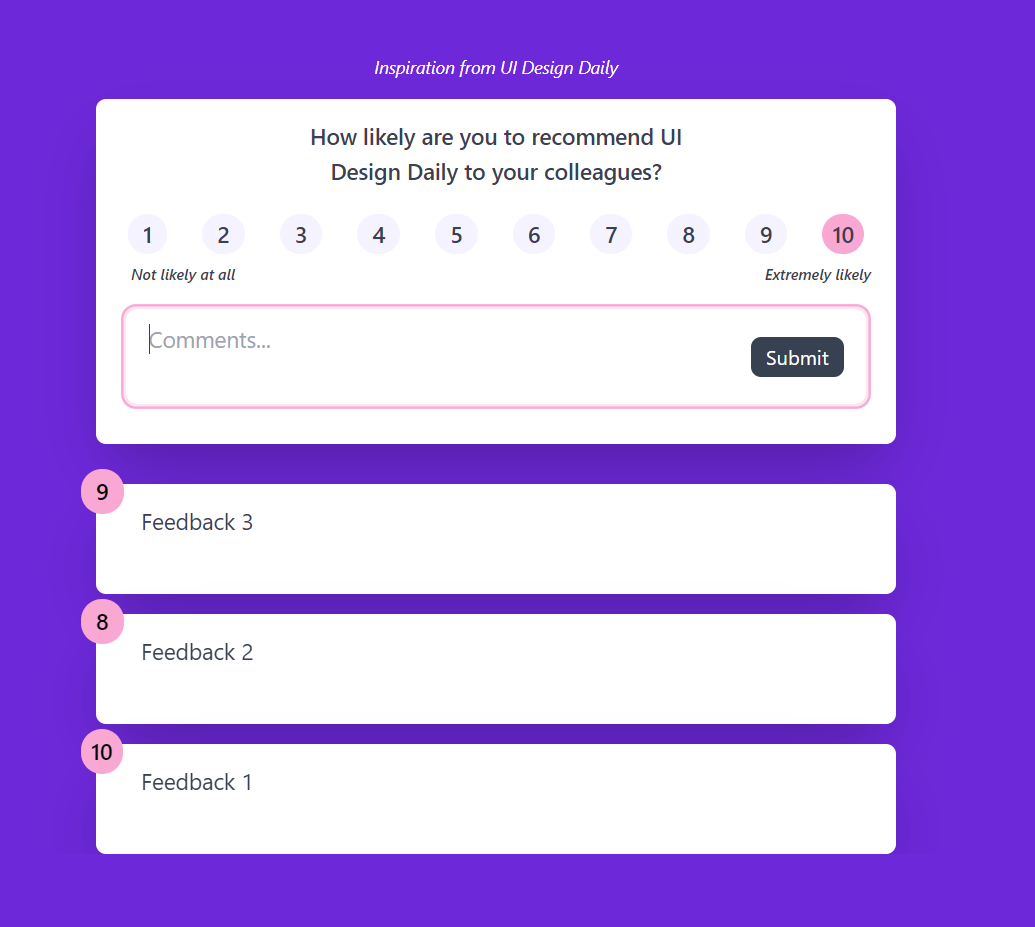 Inspiration from UI Design Daily
How likely are you to recommend UI
Design Daily to your colleagues?
1 2 3 4 5 6 7 8 9 10
Not likely at all Extremely likely
Comments...
Submit
9
Feedback 3
8
Feedback 2
10
Feedback 1